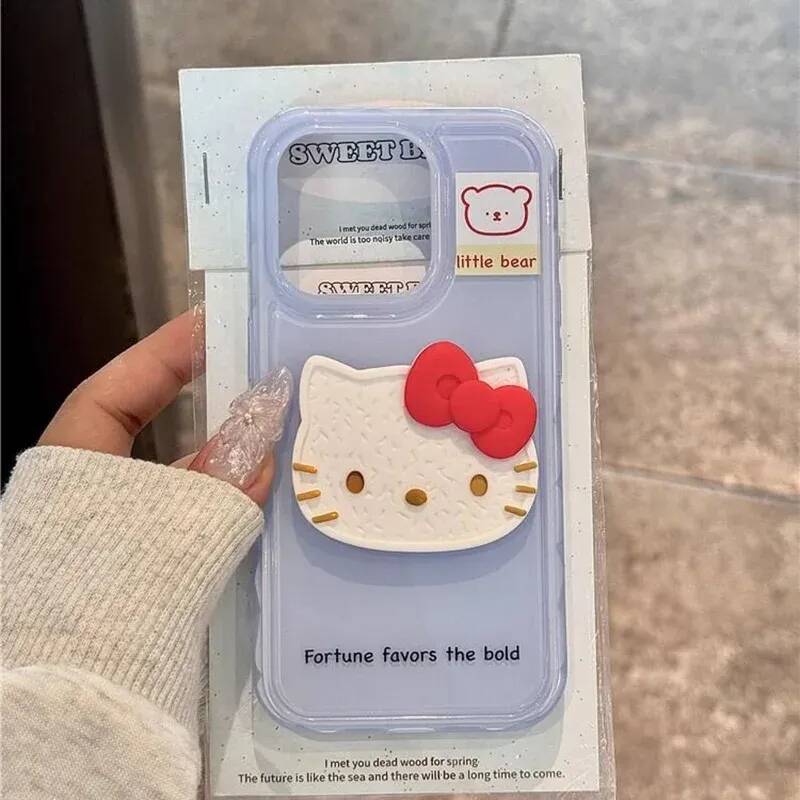 SWEET B
I met you dead wood for spring
The world is too noisy take care
SWEET B
little bear
Fortune favors the bold
I met you dead wood for spring.
The future is like the sea and there will be a long time to come.